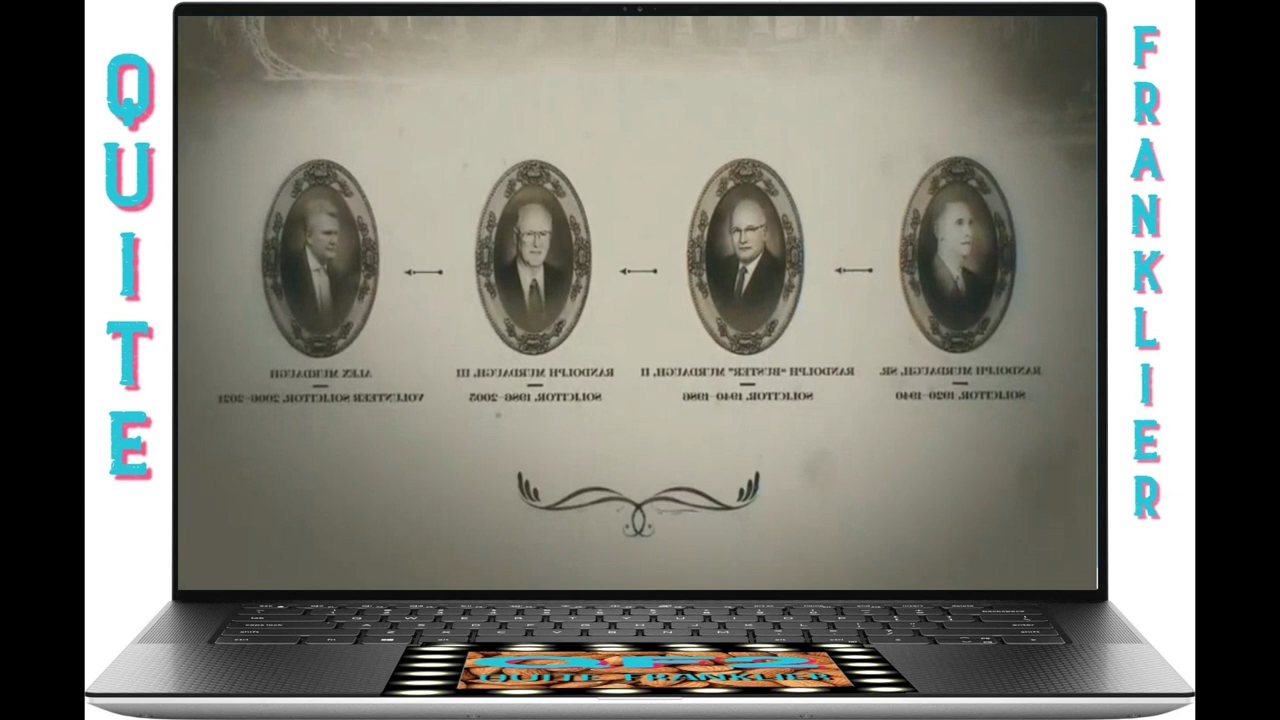 QUITE
FRANKLIER
ALEX MURDAUGH
VOLUNTEER SOLICITOR, 2006-2021
RANDOLPH MURDAUGH, III
SOLICITOR, 1986-2005
RANDOLPH "BUSTER" MURDAUGH, II
SOLICITOR, 1940-1986
RANDOLPH MURDAUGH, SR.
SOLICITOR, 1920-1940
QUITE FRANKLIER